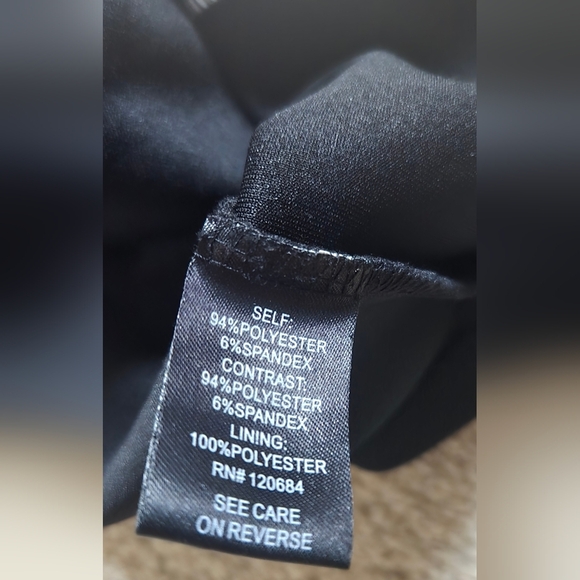 SELF:
94%POLYESTER
6%SPANDEX
CONTRAST:
94%POLYESTER
6%SPANDEX
LINING:
100%POLYESTER
RN# 120684
SEE CARE
ON REVERSE